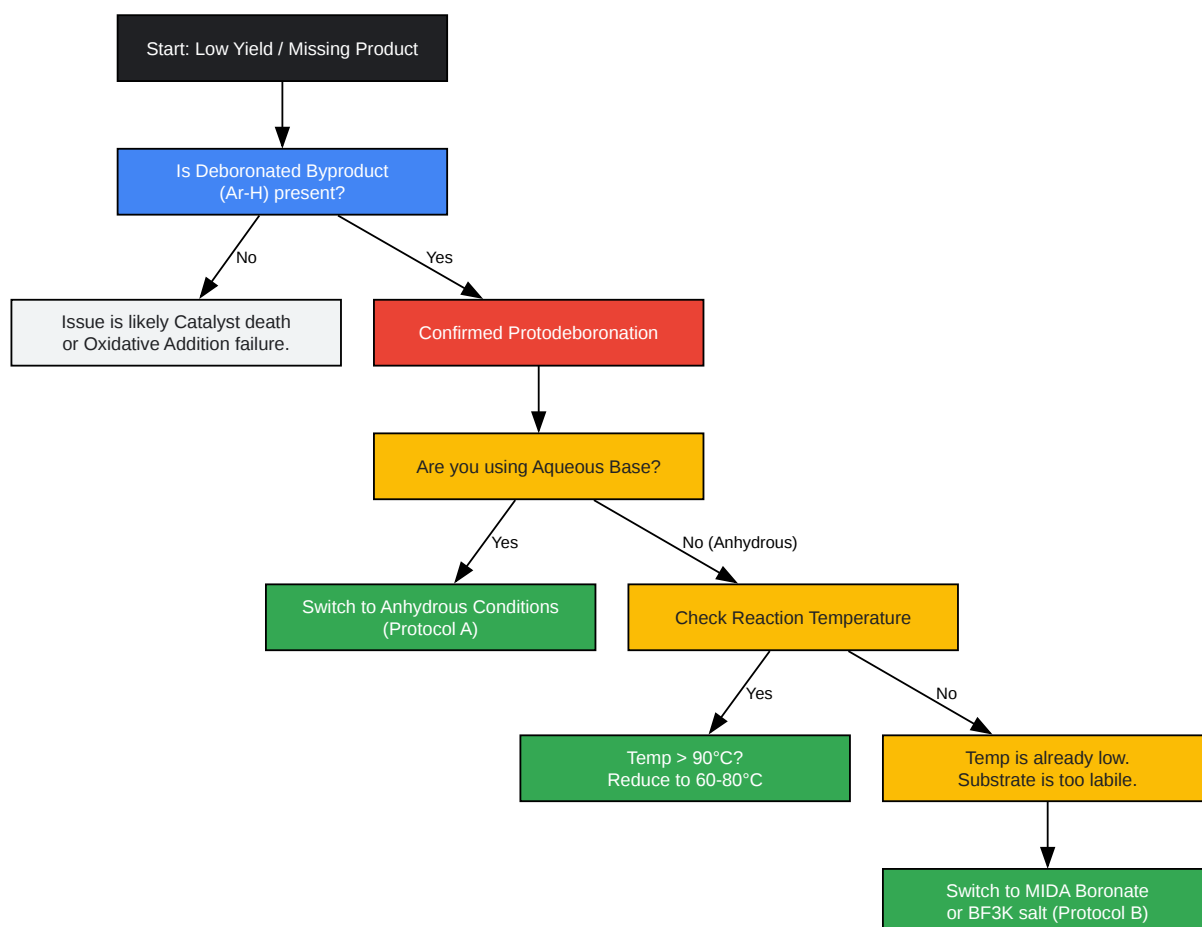 Start: Low Yield / Missing Product
Is Deboronated Byproduct
(Ar-H) present?
No
Yes
Issue is likely Catalyst death
or Oxidative Addition failure.
Confirmed Protodeboronation
Are you using Aqueous Base?
Yes
No (Anhydrous)
Switch to Anhydrous Conditions
(Protocol A)
Check Reaction Temperature
Yes
No
Temp > 90°C?
Reduce to 60-80°C
Temp is already low.
Substrate is too labile.
Switch to MIDA Boronate
or BF3K salt (Protocol B)